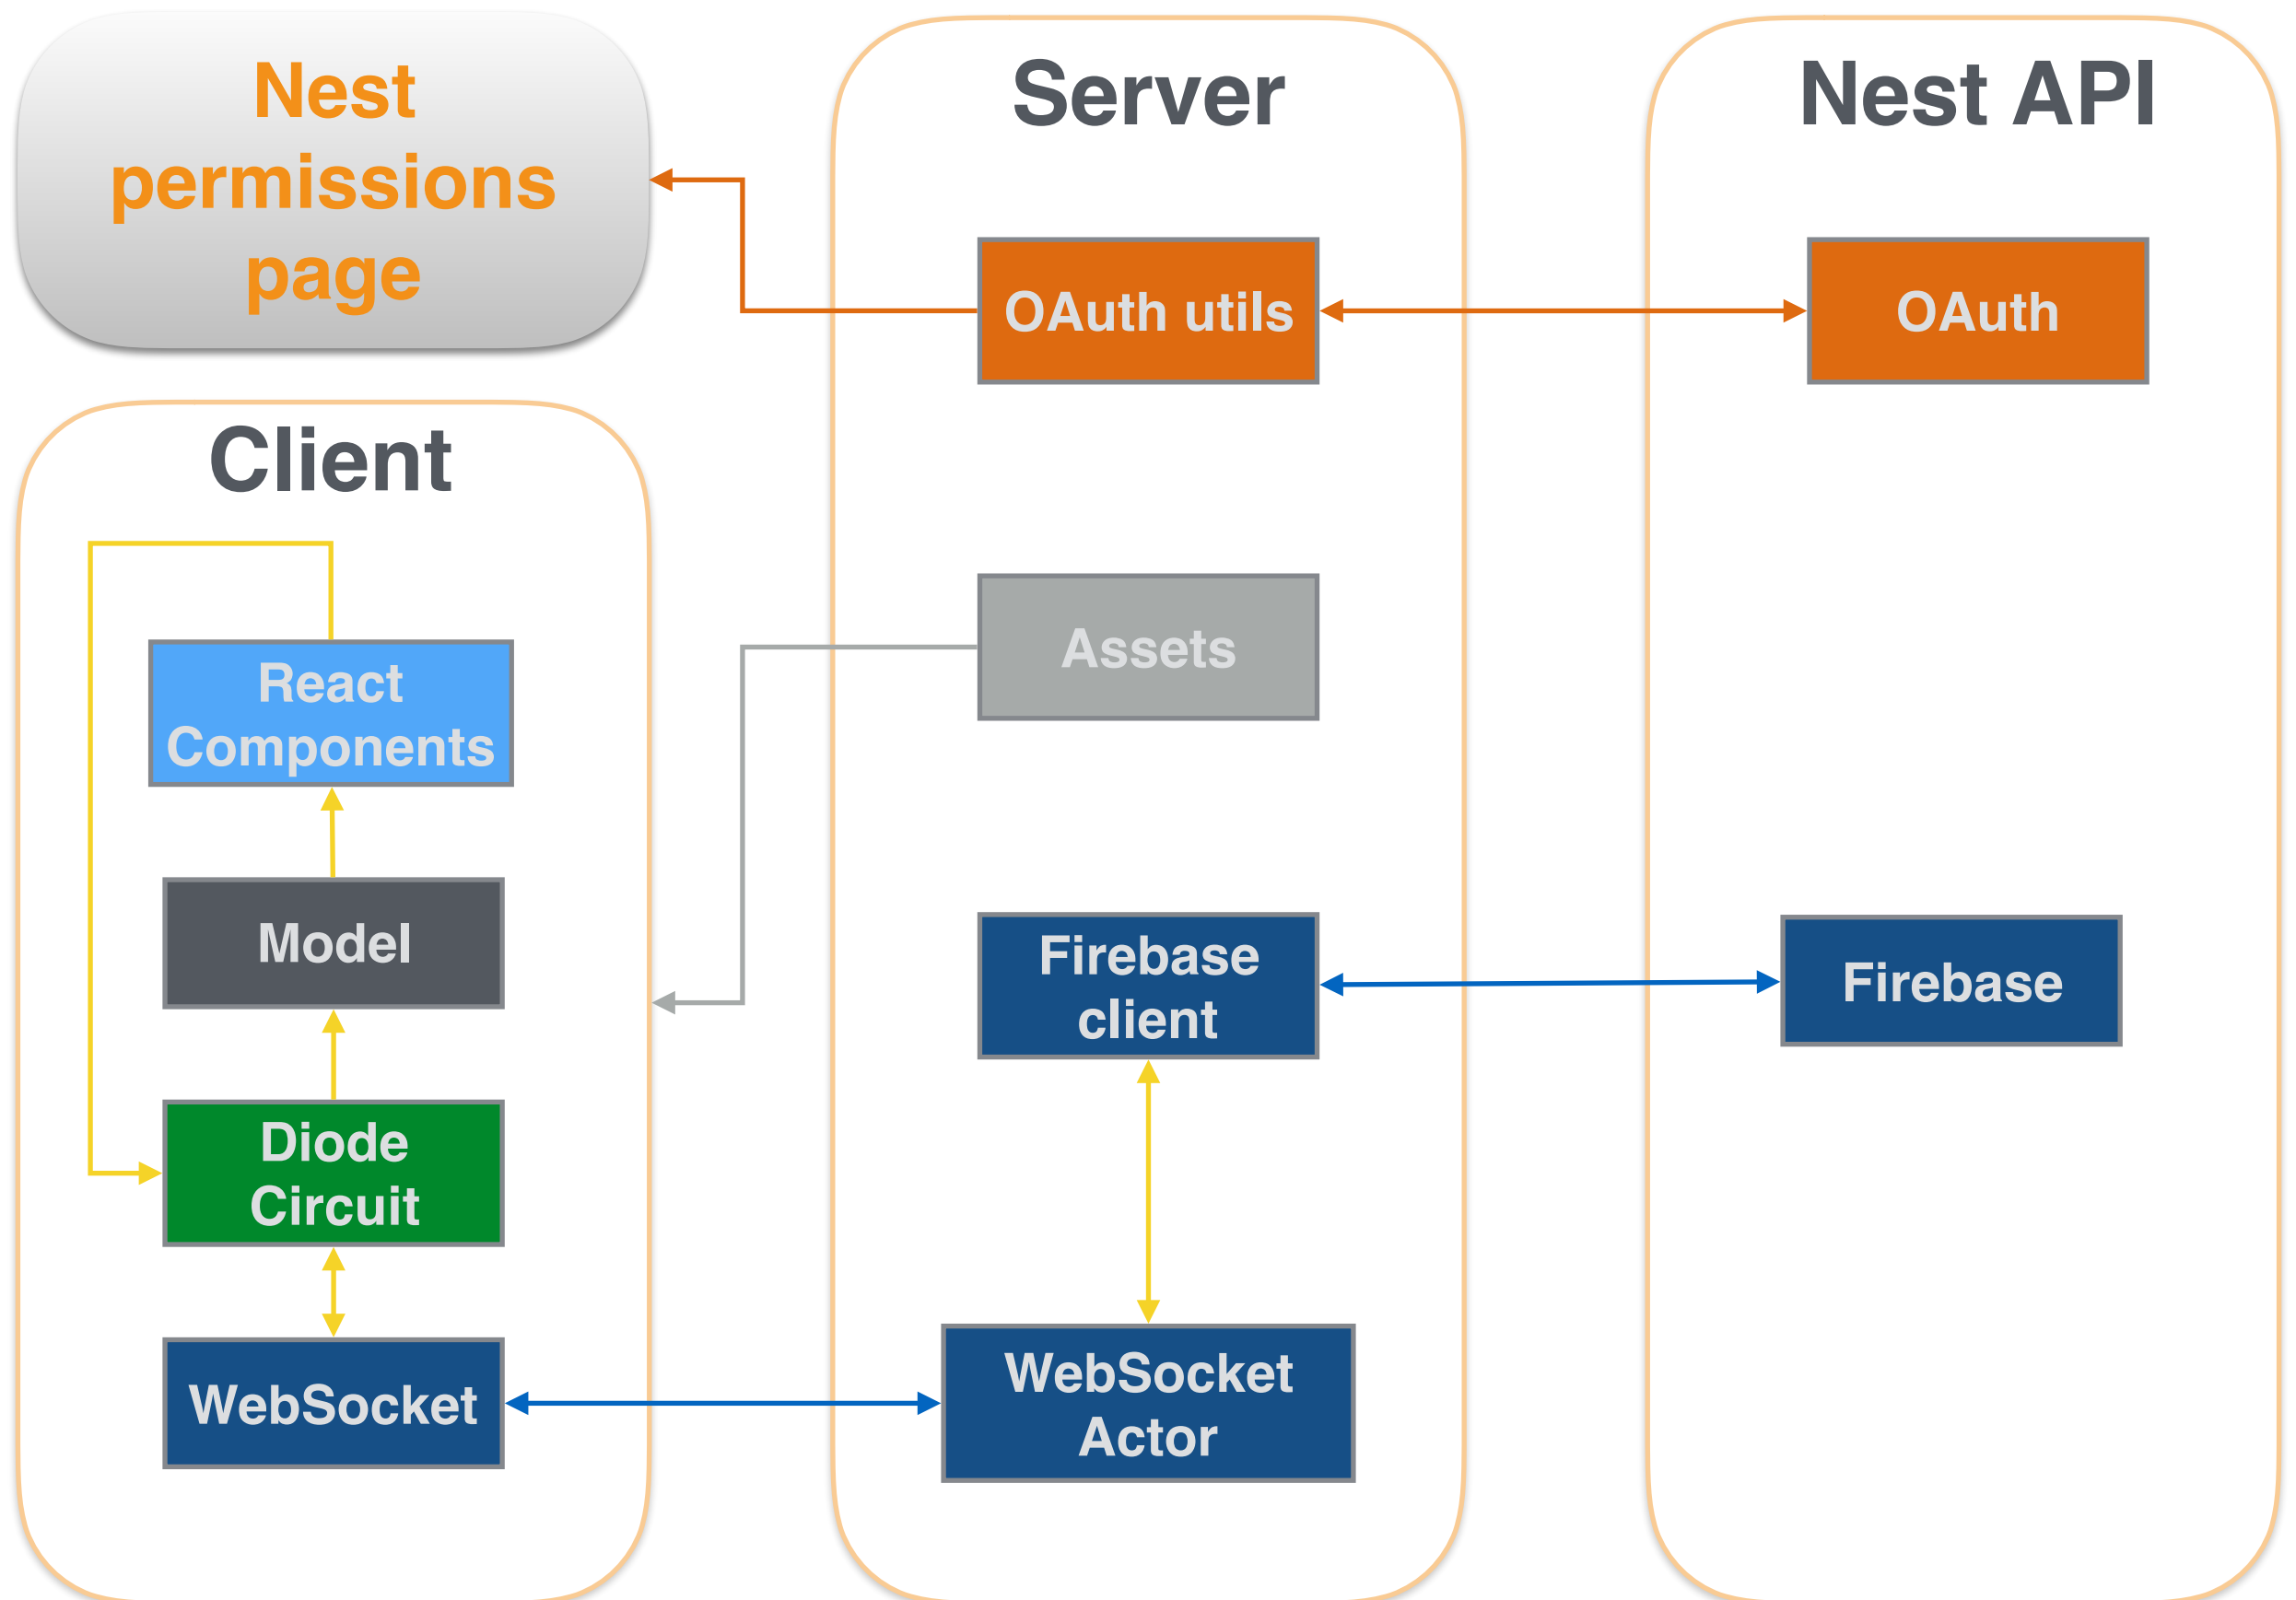 Nest
permissions
page
Client
React
Components
Model
Diode
Circuit
WebSocket
Server
OAuth utils
Assets
Firebase
client
WebSocket
Actor
Nest API
OAuth
Firebase